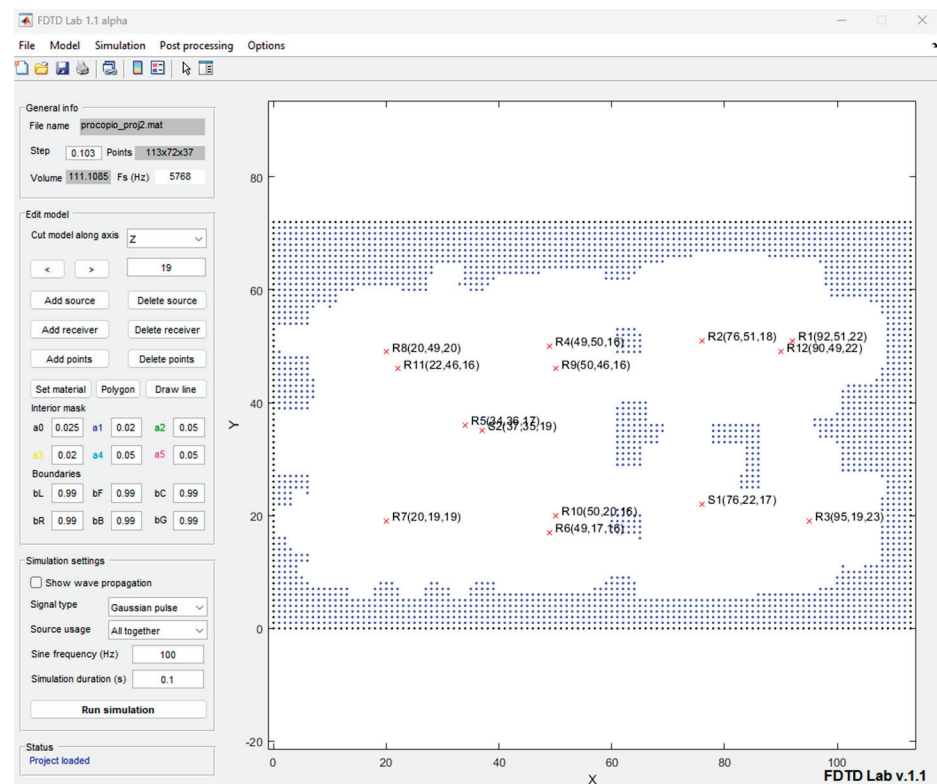 FDTD Lab 1.1 alpha
File Model Simulation Post processing Options
General info
File name procopio_proj2.mat
Step 0.103 Points 113x72x37
Volume 111.1085 Fs (Hz) 5768
Edit model
Cut model along axis Z
< > 19
Add source Delete source
Add receiver Delete receiver
Add points Delete points
Set material Polygon Draw line
Interior mask
a0 0.025 a1 0.02 a2 0.05
a3 0.02 a4 0.05 a5 0.05
Boundaries
bL 0.99 bF 0.99 bC 0.99
bR 0.99 bB 0.99 bG 0.99
Simulation settings
Show wave propagation
Signal type Gaussian pulse
Source usage All together
Sine frequency (Hz) 100
Simulation duration (s) 0.1
Run simulation
Status
Project loaded
80
60
40
20
0
-20
Y
R8(20,49,20)
R11(22,46,16)
R4(49,50,16)
R9(50,46,16)
R2(76,51,18)
R1(92,51,22)
R12(90,49,22)
R5(34,36,17)
S2(37,35,19)
R7(20,19,19)
R10(50,20,16)
R6(49,17,16)
S1(76,22,17)
R3(95,19,23)
0 20 40 60 80 100
X
FDTD Lab v.1.1